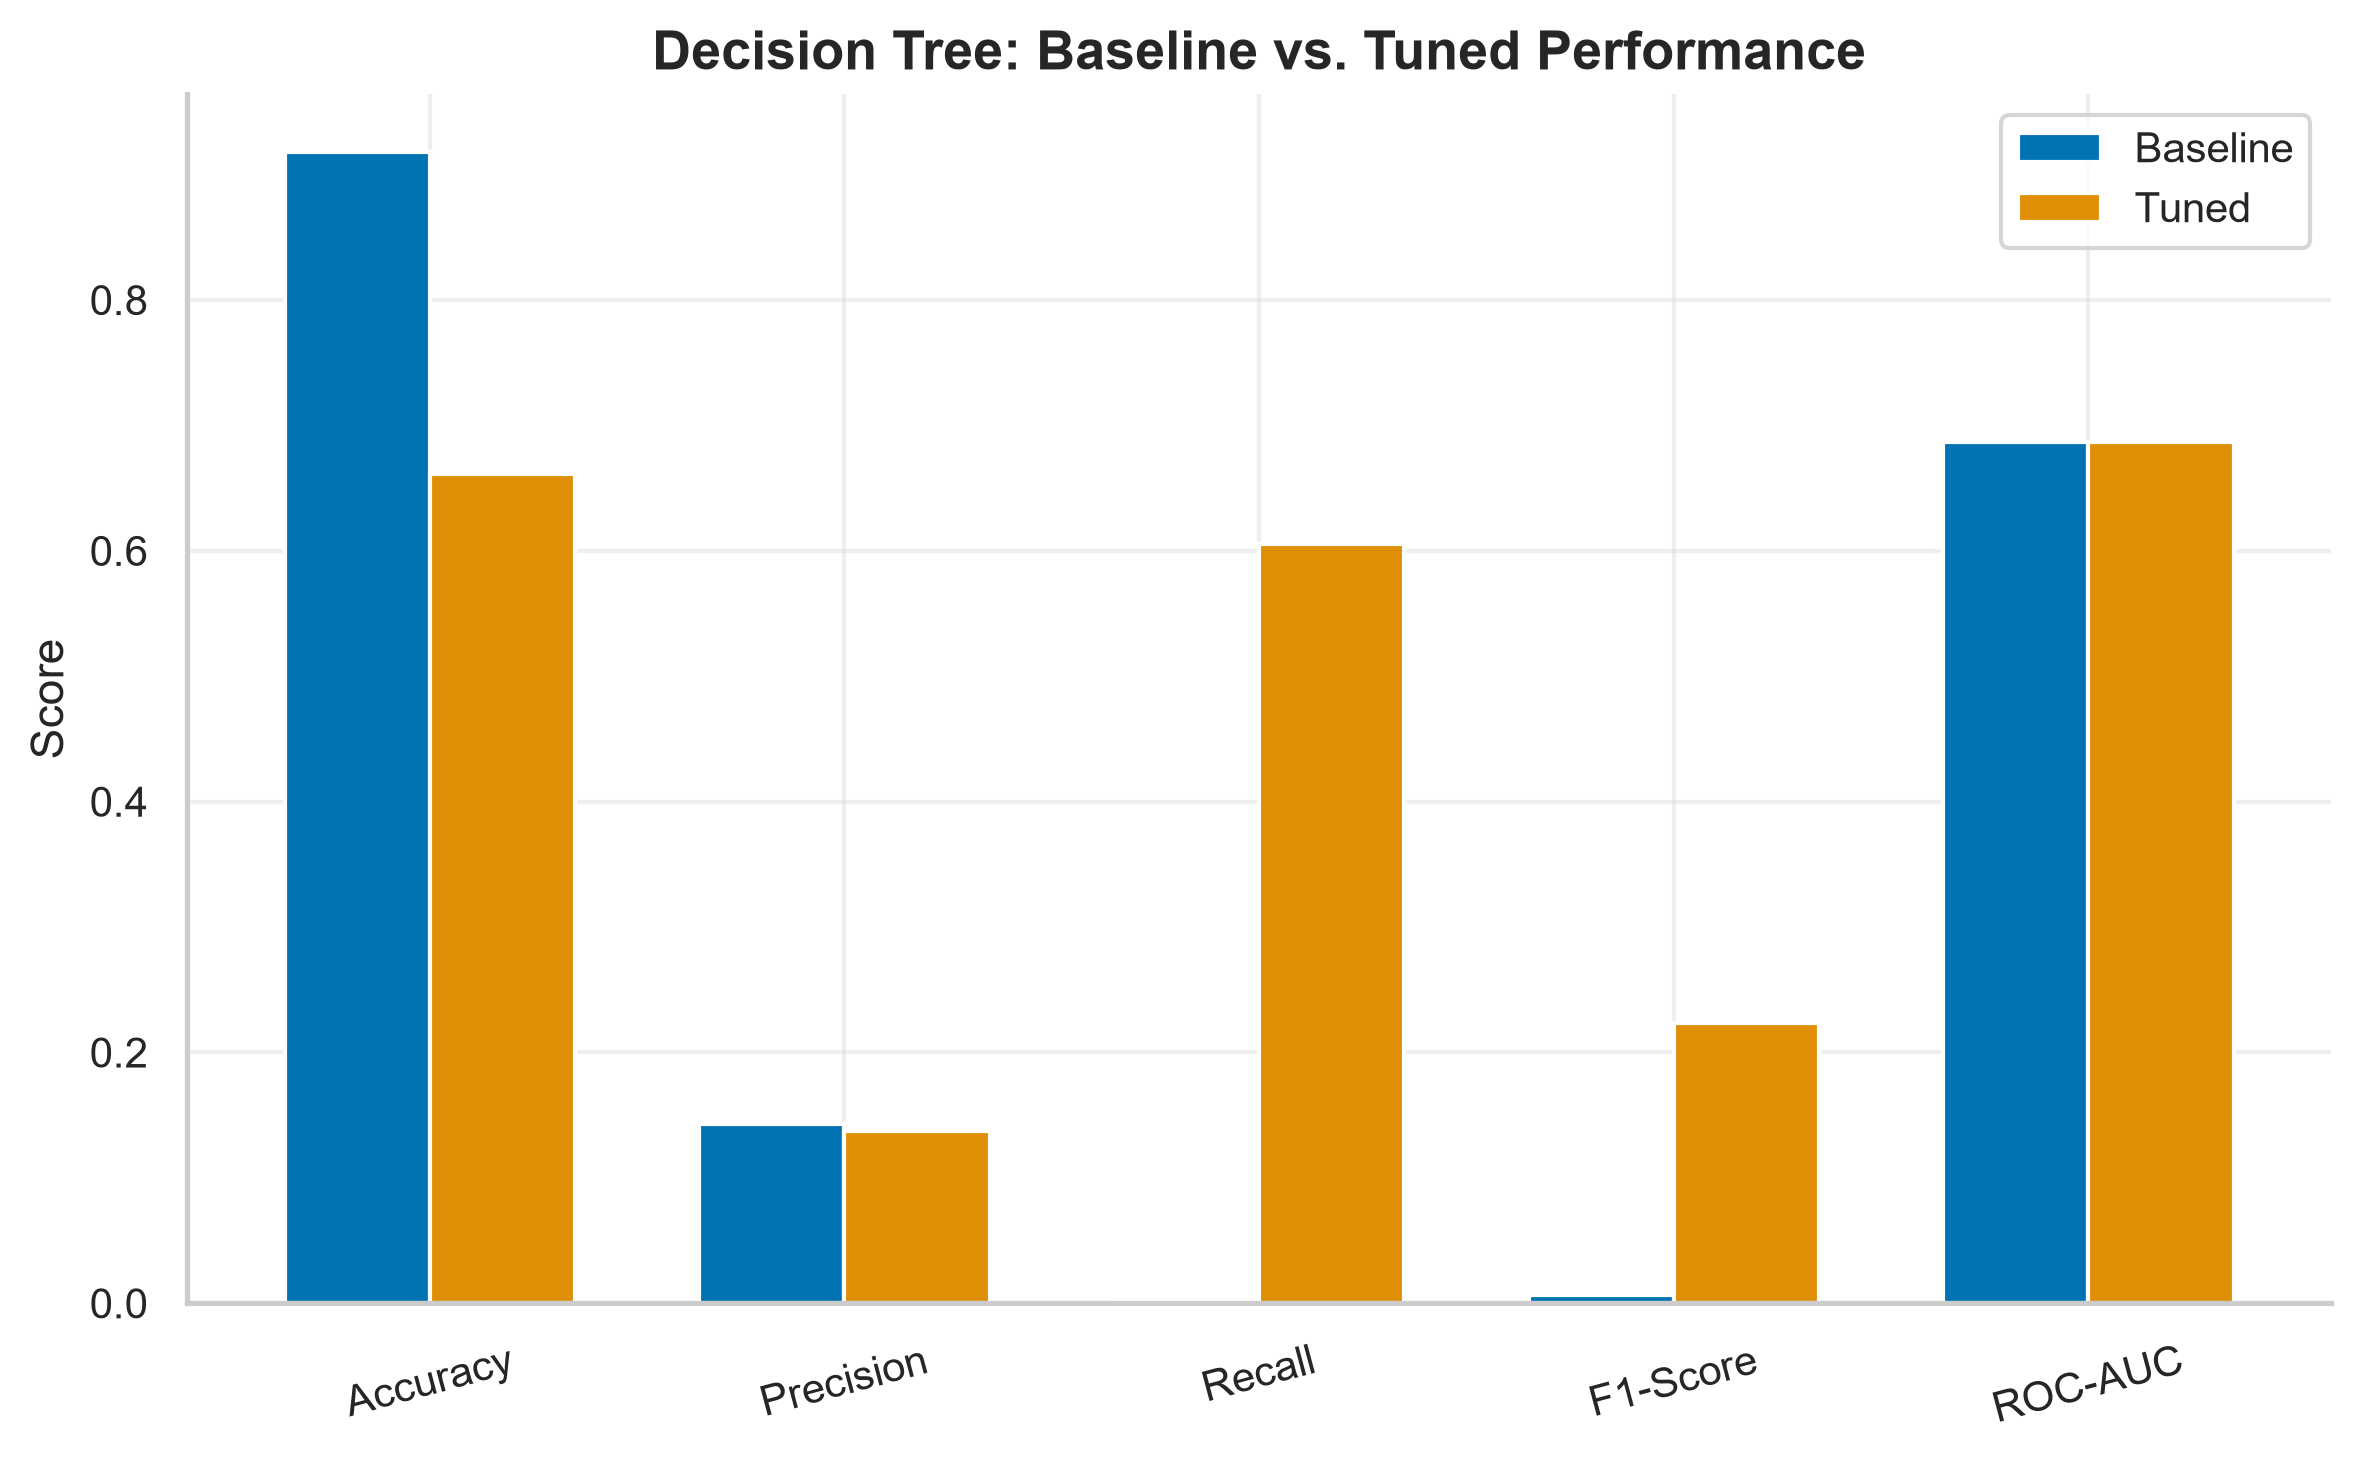 Decision Tree: Baseline vs. Tuned Performance
Baseline
Tuned
Score
0.8
0.6
0.4
0.2
0.0
Accuracy
Precision
Recall
F1-Score
ROC-AUC